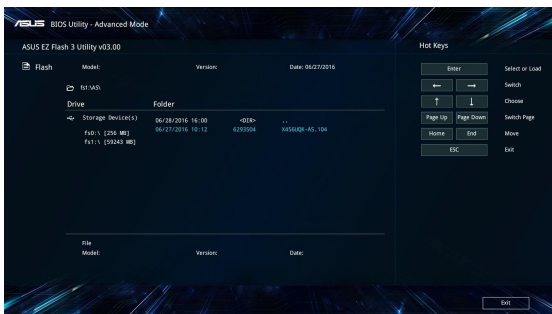 ASUS BIOS Utility - Advanced Mode
ASUS EZ Flash 3 Utility v03.00
Hot Keys
Flash
Model: Version: Date: 06/27/2016
fs1:\AS\
Drive Folder
Storage Device(s)
fs0:\ [256 MB]
fs1:\ [59243 MB]
06/28/2016 16:00 <DIR> ..
06/27/2016 10:12 6293504 X456UQK-AS.104
File
Model: Version: Date:
Enter Select or Load
← → Switch
↑ ↓ Choose
Page Up Page Down Switch Page
Home End Move
ESC Exit
Exit